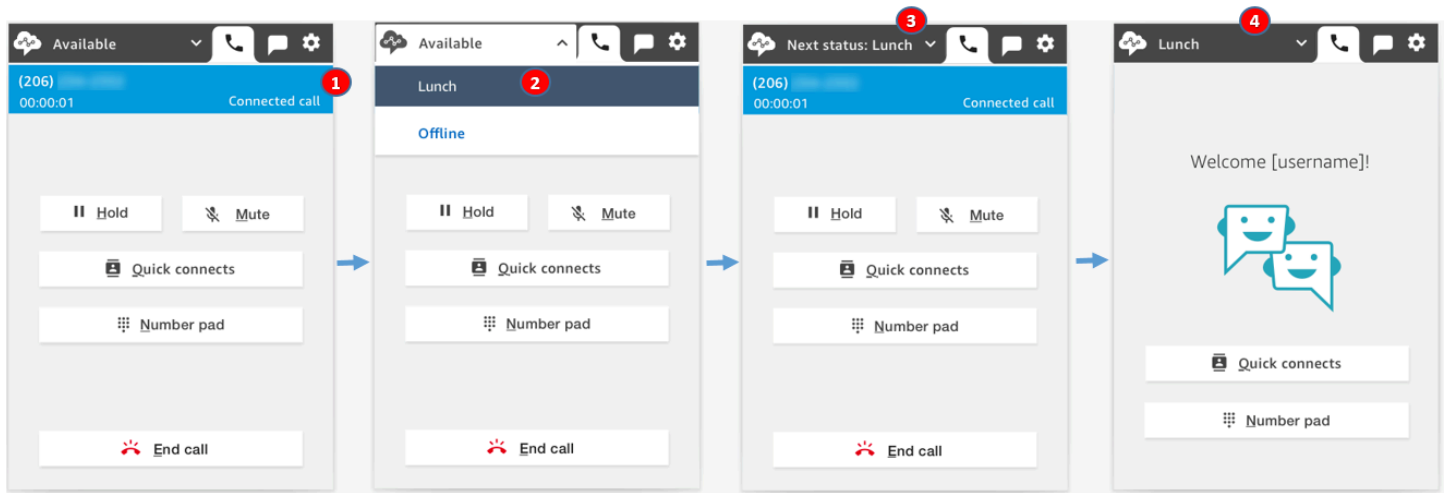 Available
(206)
1
00:00:01 Connected call
Hold Mute
Quick connects
Number pad
End call
Available
Lunch 2
Offline
Hold Mute
Quick connects
Number pad
End call
3
Next status: Lunch
(206)
00:00:01 Connected call
Hold Mute
Quick connects
Number pad
End call
4
Lunch
Welcome [username]!
Quick connects
Number pad